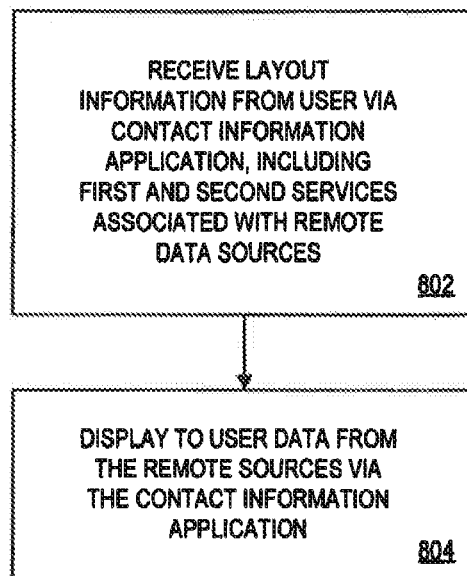 RECEIVE LAYOUT
INFORMATION FROM USER VIA
CONTACT INFORMATION
APPLICATION, INCLUDING
FIRST AND SECOND SERVICES
ASSOCIATED WITH REMOTE
DATA SOURCES
802
DISPLAY TO USER DATA FROM
THE REMOTE SOURCES VIA
THE CONTACT INFORMATION
APPLICATION
804